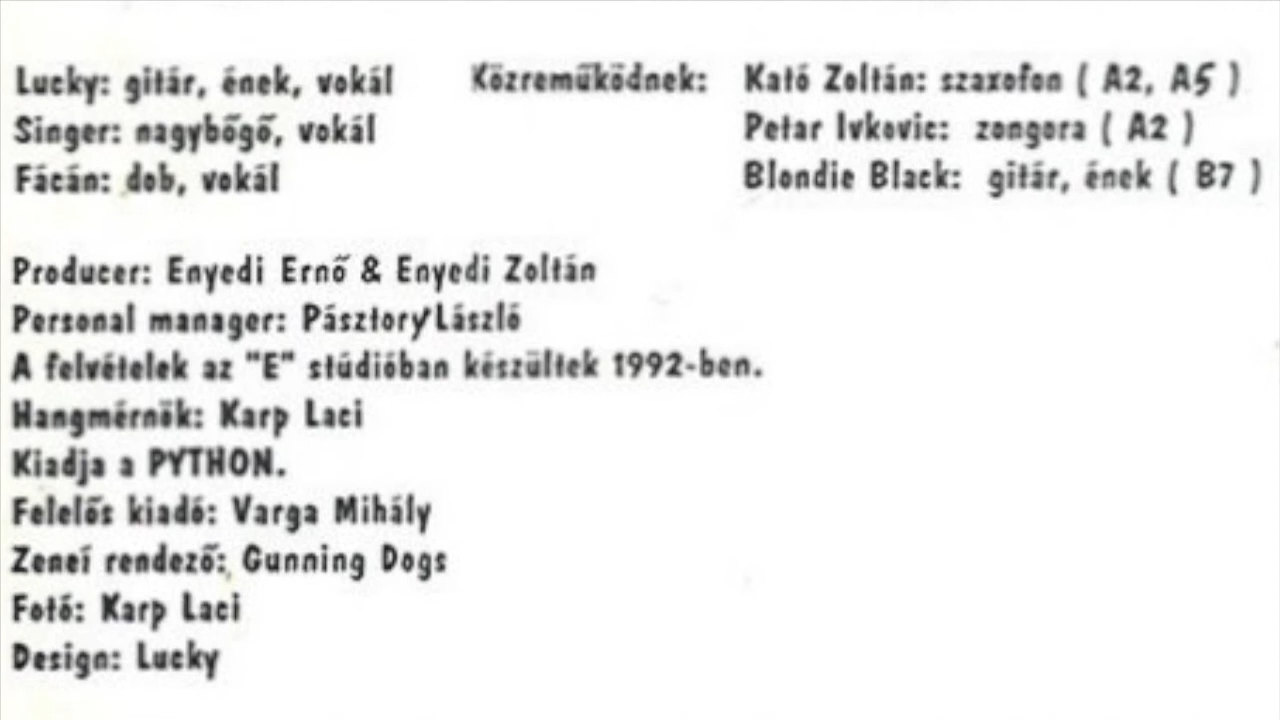 Lucky: gitár, ének, vokál
Singer: nagybőgő, vokál
Fácán: dob, vokál
Közreműködnek: Kató Zoltán: szaxofon ( A2, A5 )
Petar Ivkovic: zongora ( A2 )
Blondie Black: gitár, ének ( B7 )
Producer: Enyedi Ernő & Enyedi Zoltán
Personal manager: Pásztory László
A felvételek az "E" stúdióban készültek 1992-ben.
Hangmérnök: Karp Laci
Kiadja a PYTHON.
Felelős kiadó: Varga Mihály
Zenei rendező: Gunning Dogs
Fotó: Karp Laci
Design: Lucky